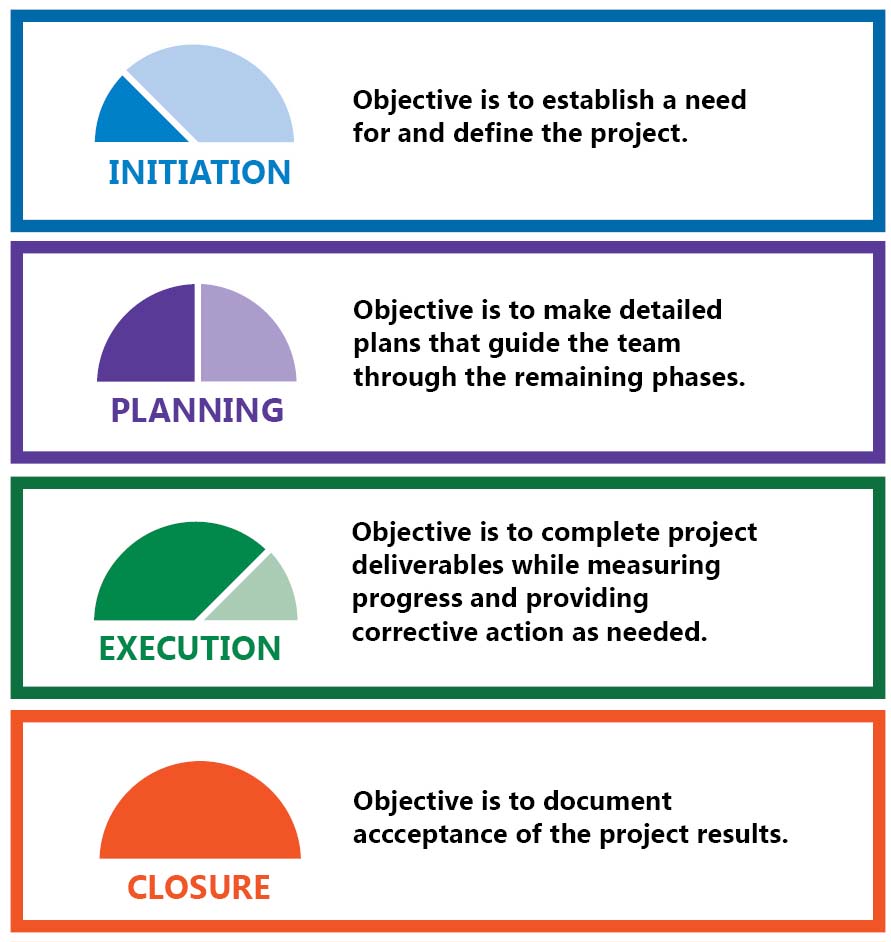 Objective is to establish a need
for and define the project.
INITIATION
Objective is to make detailed
plans that guide the team
through the remaining phases.
PLANNING
Objective is to complete project
deliverables while measuring
progress and providing
corrective action as needed.
EXECUTION
Objective is to document
accceptance of the project results.
CLOSURE